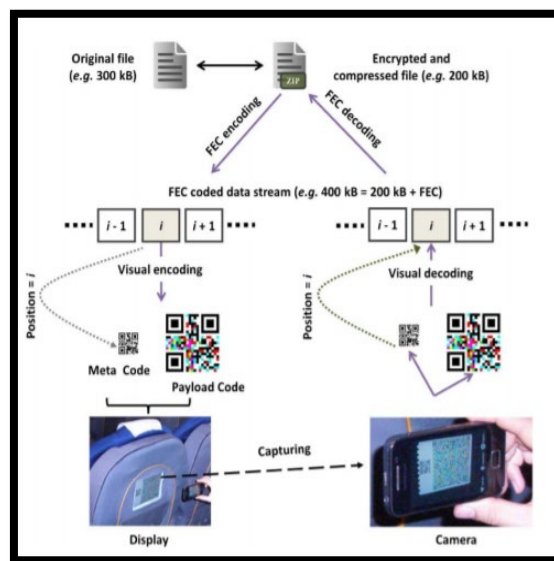 Original file
(e.g. 300 kB)
ZIP
Encrypted and
compressed file (e.g. 200 kB)
FEC encoding
FEC decoding
FEC coded data stream (e.g. 400 kB = 200 kB + FEC)
i - 1
i
i + 1
i - 1
i
i + 1
Visual encoding
Visual decoding
Position = i
Position = i
Meta Code
Payload Code
Capturing
Display
Camera